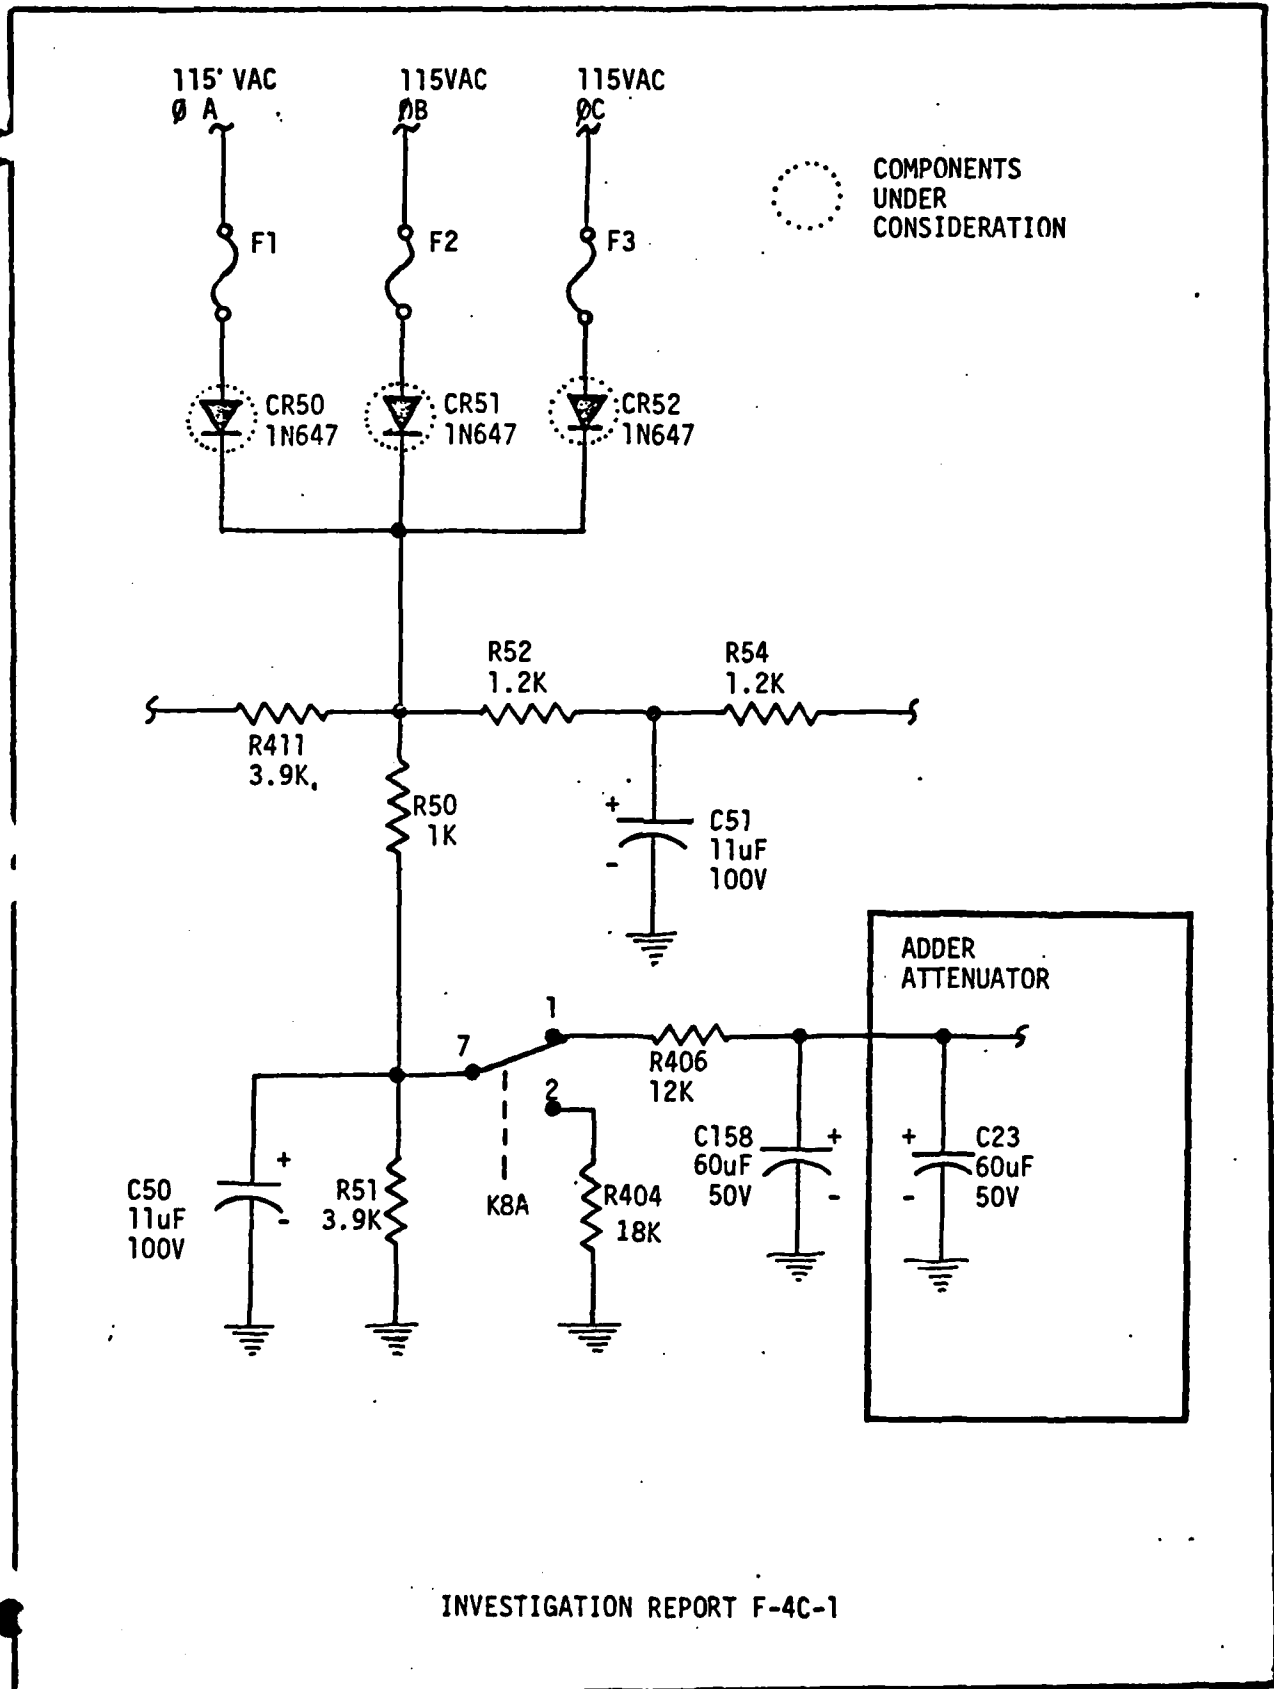 115' VAC
Ø A
115VAC
ØB
115VAC
ØC
COMPONENTS
UNDER
CONSIDERATION
F1
F2
F3
CR50
1N647
CR51
1N647
CR52
1N647
R52
1.2K
R54
1.2K
R411
3.9K
R50
1K
+
-
C51
11uF
100V
ADDER
ATTENUATOR
1
7
2
R406
12K
K8A
R404
18K
C50
11uF
100V
+
-
R51
3.9K
C158
60uF
50V
+
-
+
-
C23
60uF
50V
INVESTIGATION REPORT F-4C-1